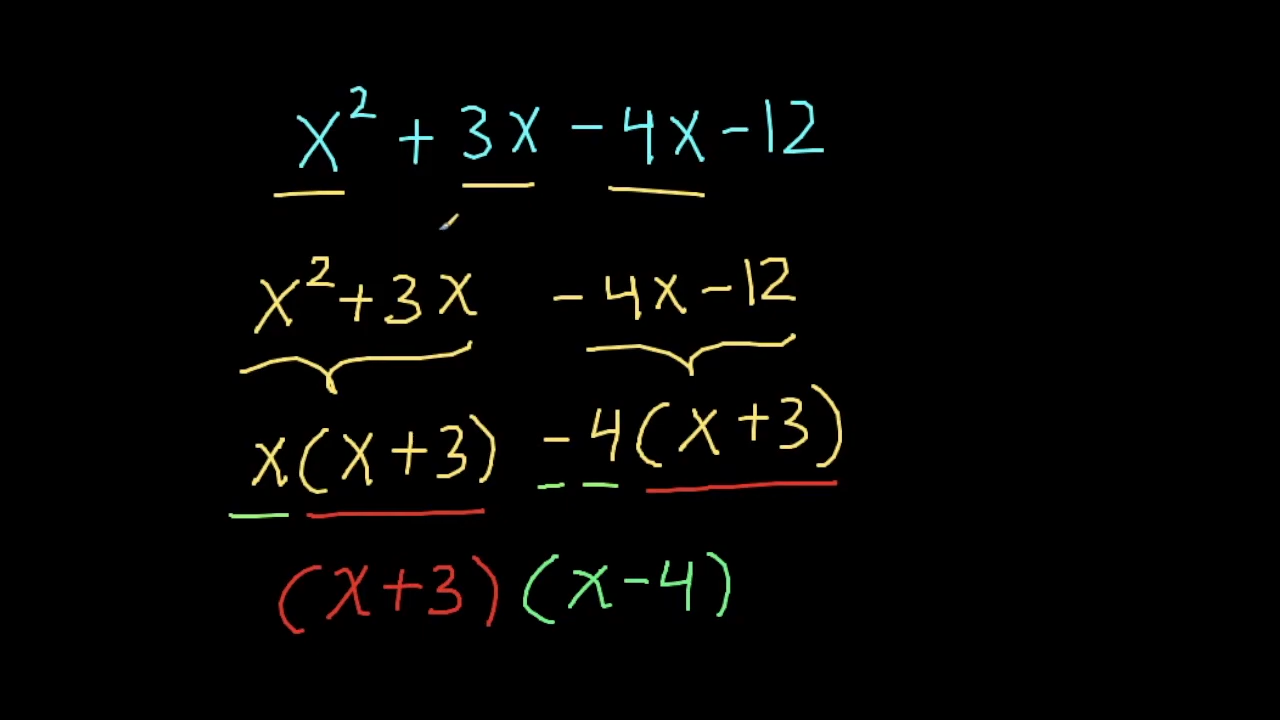 x² + 3x - 4x - 12
x² + 3x - 4x - 12
x(x+3) - 4(x+3)
(x+3)(x-4)